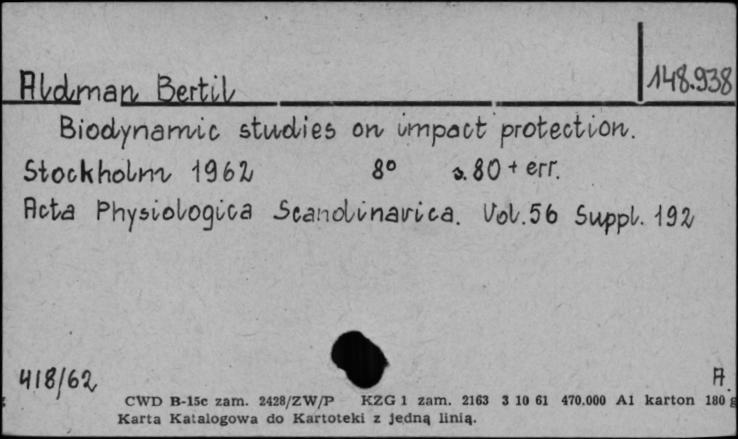 148.938
Aldman Bertil
Biodynamic studies on impact protection.
Stockholm 1962 8° s. 80 + err.
Acta Physiologica Scandinavica. Vol. 56 Suppl. 192
418/62 A
CWD B-15c zam. 2428/ZW/P KZG 1 zam. 2163 3 10 61 470.000 A1 karton 180 g
Karta Katalogowa do Kartoteki z jedną linią.